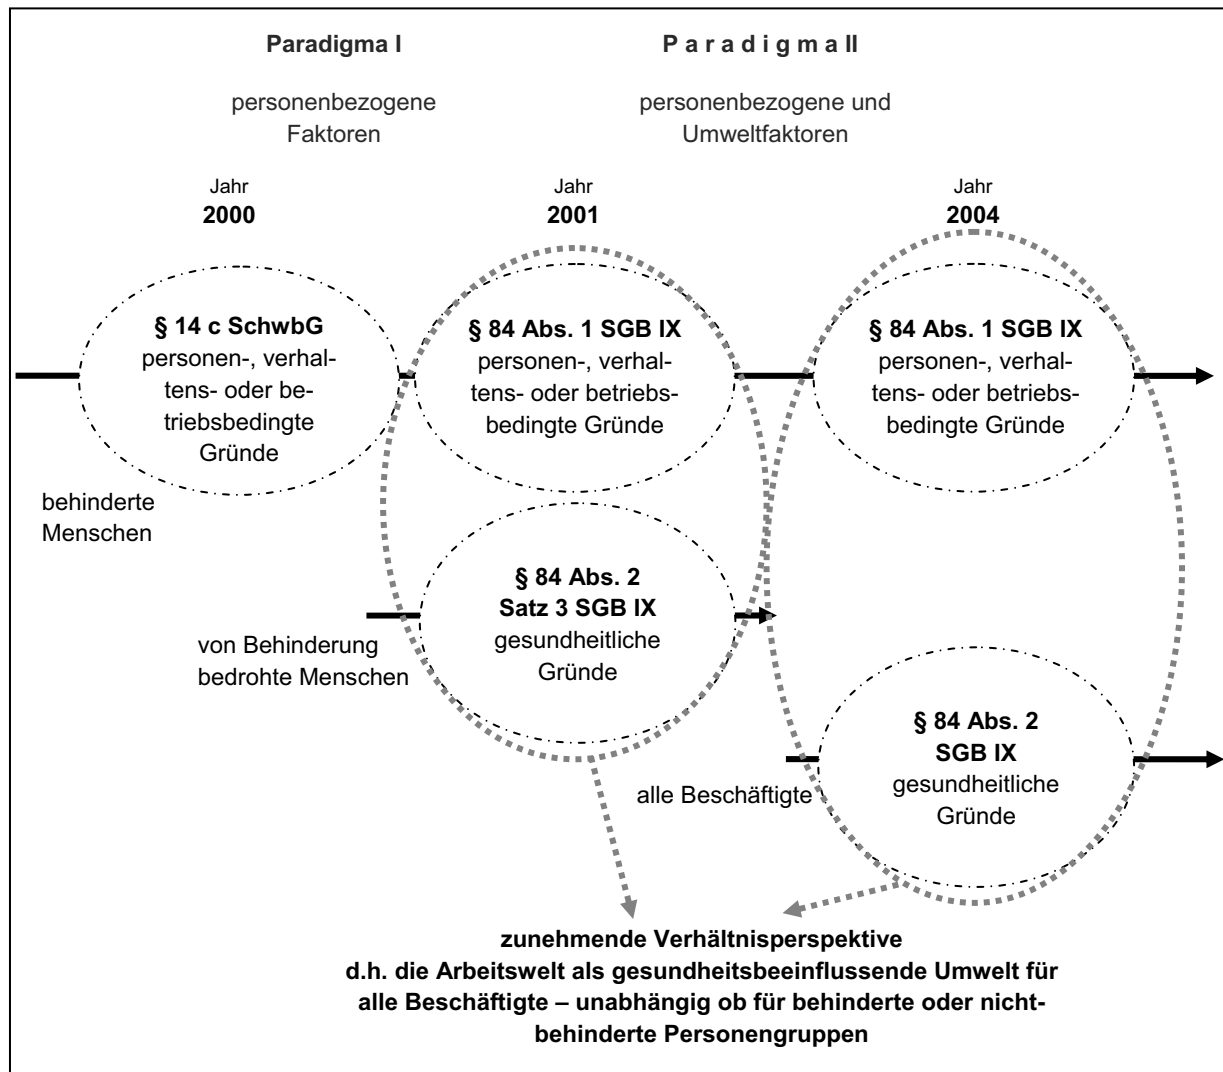 Paradigma I
P a r a d i g m a II
personenbezogene
Faktoren
personenbezogene und
Umweltfaktoren
Jahr
2000
Jahr
2001
Jahr
2004
§ 14 c SchwbG
personen-, verhal-
tens- oder be-
triebsbedingte
Gründe
§ 84 Abs. 1 SGB IX
personen-, verhal-
tens- oder betriebs-
bedingte Gründe
§ 84 Abs. 1 SGB IX
personen-, verhal-
tens- oder betriebs-
bedingte Gründe
behinderte
Menschen
§ 84 Abs. 2
Satz 3 SGB IX
gesundheitliche
Gründe
von Behinderung
bedrohte Menschen
§ 84 Abs. 2
SGB IX
gesundheitliche
Gründe
alle Beschäftigte
zunehmende Verhältnisperspektive
d.h. die Arbeitswelt als gesundheitsbeeinflussende Umwelt für
alle Beschäftigte – unabhängig ob für behinderte oder nicht-
behinderte Personengruppen